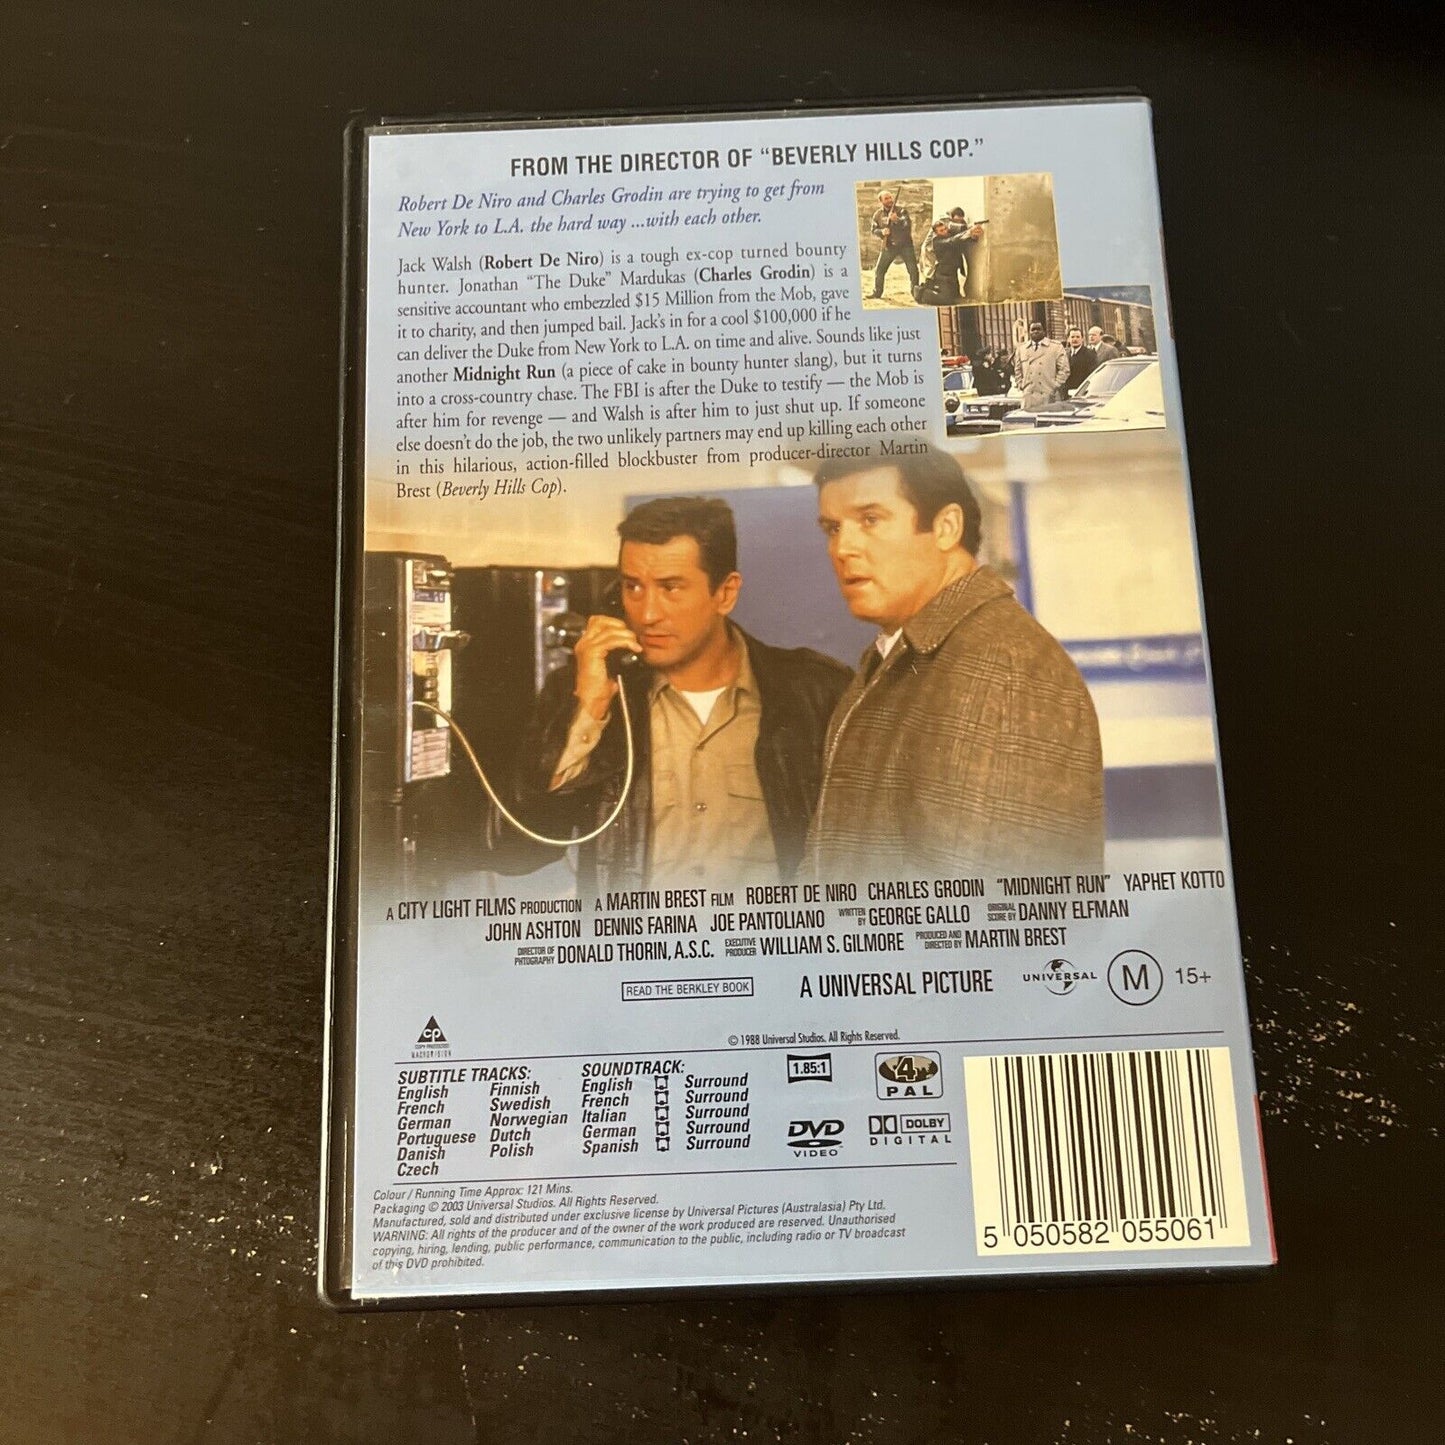 FROM THE DIRECTOR OF “BEVERLY HILLS COP.”
Robert De Niro and Charles Grodin are trying to get from
New York to L.A. the hard way ...with each other.
Jack Walsh (Robert De Niro) is a tough ex-cop turned bounty
hunter. Jonathan “The Duke” Mardukas (Charles Grodin) is a
sensitive accountant who embezzled $15 Million from the Mob, gave
it to charity, and then jumped bail. Jack's in for a cool $100,000 if he
can deliver the Duke from New York to L.A. on time and alive. Sounds like just
another Midnight Run (a piece of cake in bounty hunter slang), but it turns
into a cross-country chase. The FBI is after the Duke to testify — the Mob is
after him for revenge — and Walsh is after him to just shut up. If someone
else doesn't do the job, the two unlikely partners may end up killing each other
in this hilarious, action-filled blockbuster from producer-director Martin
Brest (Beverly Hills Cop).
A CITY LIGHT FILMS PRODUCTION A MARTIN BREST FILM ROBERT DE NIRO CHARLES GRODIN “MIDNIGHT RUN” YAPHET KOTTO
JOHN ASHTON DENNIS FARINA JOE PANTOLIANO WRITTEN BY GEORGE GALLO ORIGINAL SCORE BY DANNY ELFMAN
DIRECTOR OF PHTOGRAPHY DONALD THORIN, A.S.C. EXECUTIVE PRODUCER WILLIAM S. GILMORE PRODUCED AND DIRECTED BY MARTIN BREST
READ THE BERKLEY BOOK A UNIVERSAL PICTURE UNIVERSAL M 15+
cp
COPY PROTECTED
MACROVISION
© 1988 Universal Studios. All Rights Reserved.
SUBTITLE TRACKS:
English Finnish
French Swedish
German Norwegian
Portuguese Dutch
Danish Polish
Czech
SOUNDTRACK:
English Surround
French Surround
Italian Surround
German Surround
Spanish Surround
1.85:1
4
PAL
DVD
VIDEO
DOLBY
DIGITAL
Colour / Running Time Approx: 121 Mins.
Packaging © 2003 Universal Studios. All Rights Reserved.
Manufactured, sold and distributed under exclusive license by Universal Pictures (Australasia) Pty Ltd.
WARNING: All rights of the producer and of the owner of the work produced are reserved. Unauthorised
copying, hiring, lending, public performance, communication to the public, including radio or TV broadcast
of this DVD prohibited.
5 050582 055061